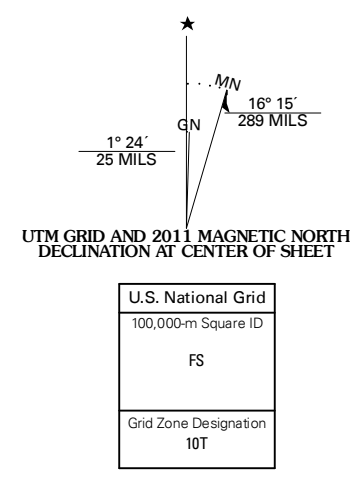 MN
GN
16° 15´
289 MILS
1° 24´
25 MILS
UTM GRID AND 2011 MAGNETIC NORTH
DECLINATION AT CENTER OF SHEET
U.S. National Grid
100,000-m Square ID
FS
Grid Zone Designation
10T